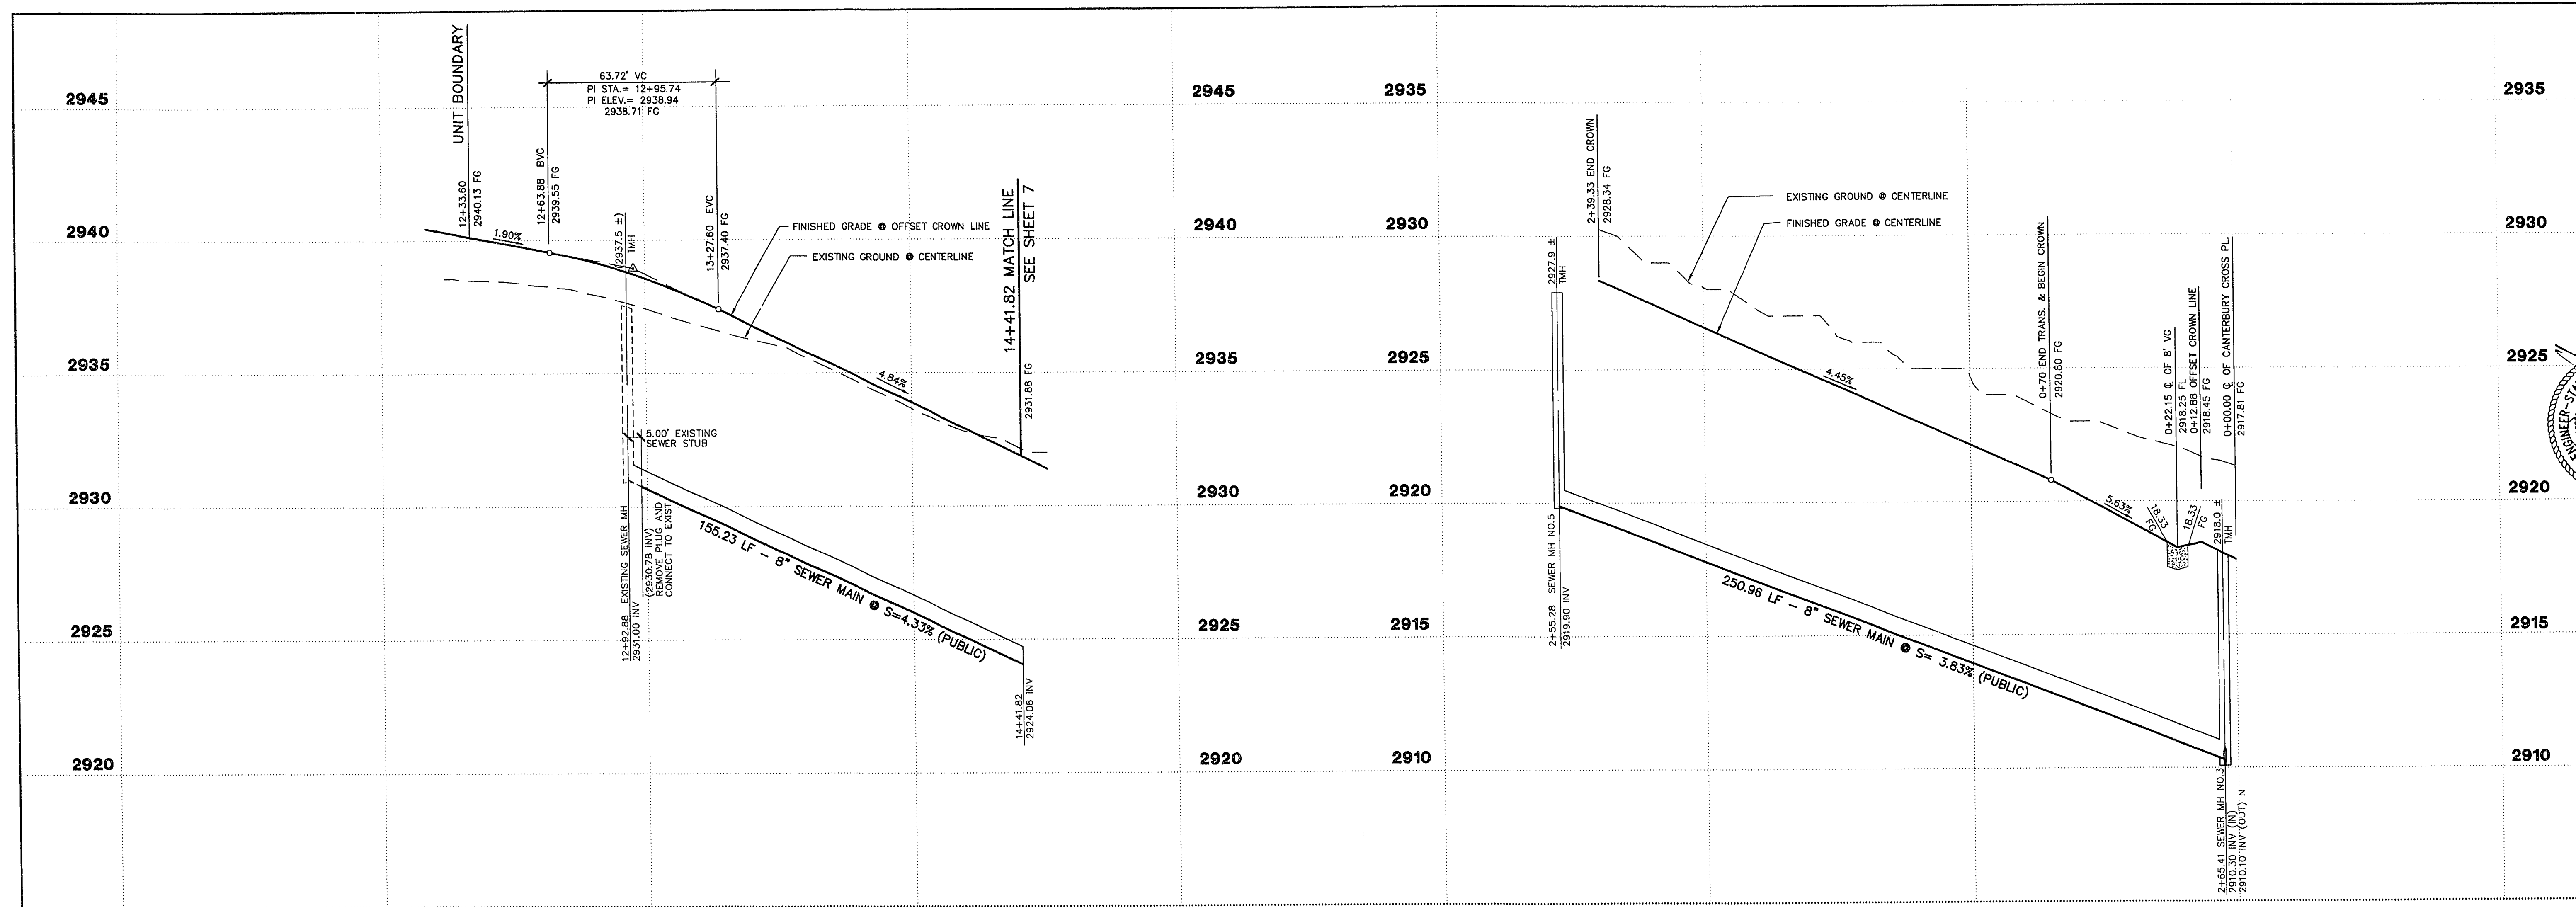 2945
2940
2935
2930
2925
2920
UNIT BOUNDARY
12+33.60
2940.13 FG
1.90%
63.72' VC
PI STA.= 12+95.74
PI ELEV.= 2938.94
2938.71 FG
12+63.88 BVC
2939.55 FG
(2937.5 ±)
TMH
13+27.60 EVC
2937.40 FG
FINISHED GRADE @ OFFSET CROWN LINE
EXISTING GROUND @ CENTERLINE
4.84%
14+41.82 MATCH LINE
SEE SHEET 7
2931.88 FG
5.00' EXISTING
SEWER STUB
12+92.88 EXISTING SEWER MH
2931.00 INV
(2930.78 INV)
REMOVE PLUG AND
CONNECT TO EXIST.
155.23 LF - 8" SEWER MAIN @ S=4.33% (PUBLIC)
14+41.82
2924.06 INV
2945
2940
2935
2930
2925
2920
2935
2930
2925
2920
2915
2910
2927.9 ±
TMH
2+39.33 END CROWN
2928.34 FG
EXISTING GROUND @ CENTERLINE
FINISHED GRADE @ CENTERLINE
4.45%
0+70 END TRANS. & BEGIN CROWN
2920.80 FG
5.63%
18.33
FG
18.33
FG
0+22.15 ℄ OF 8' VG
2918.25 FL
0+12.88 OFFSET CROWN LINE
2918.45 FG
0+00.00 ℄ OF CANTERBURY CROSS PL.
2917.81 FG
2918.0 ±
TMH
2+55.28 SEWER MH NO.5
2919.90 INV
250.96 LF - 8" SEWER MAIN @ S= 3.83% (PUBLIC)
2+65.41 SEWER MH NO.3
2910.30 INV (IN)
2910.10 INV (OUT) N
2935
2930
2925
2920
2915
2910